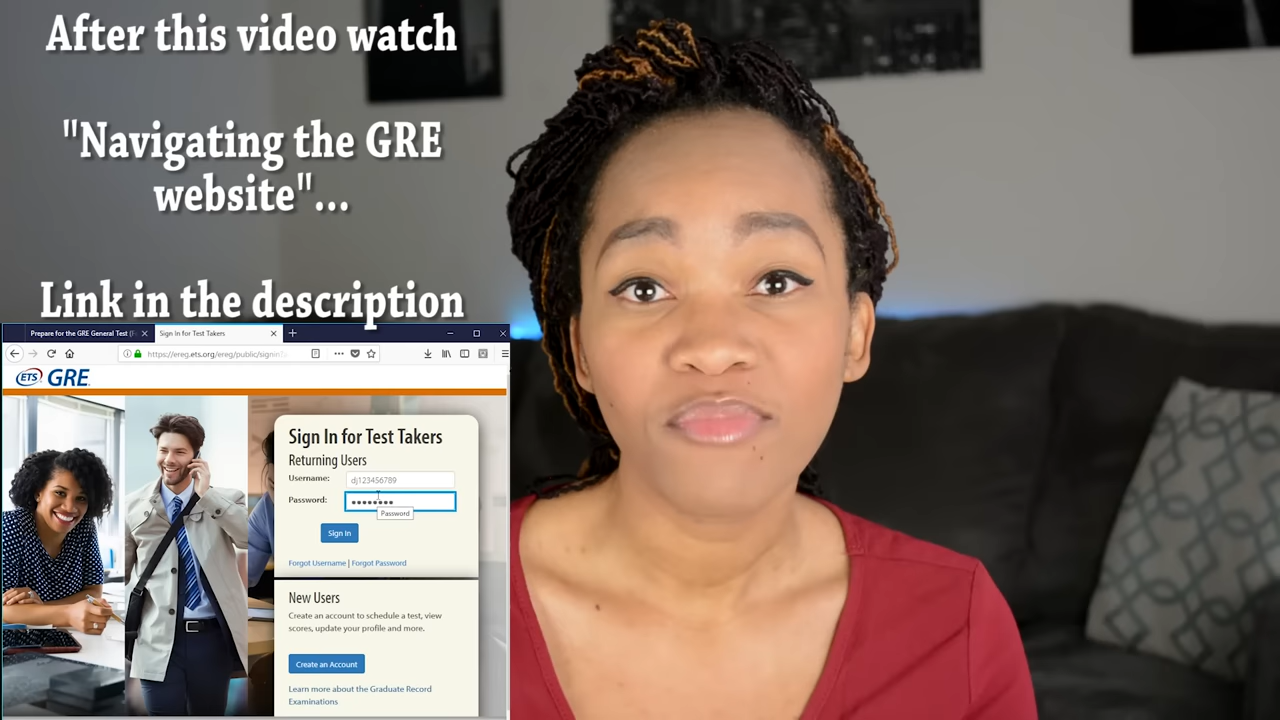 After this video watch
"Navigating the GRE
website"...
Link in the description
Prepare for the GRE General Test (F
Sign In for Test Takers
https://ereg.ets.org/ereg/public/signin?
ETS GRE
Sign In for Test Takers
Returning Users
Username: dj123456789
Password:
Password
Sign In
Forgot Username | Forgot Password
New Users
Create an account to schedule a test, view
scores, update your profile and more.
Create an Account
Learn more about the Graduate Record
Examinations